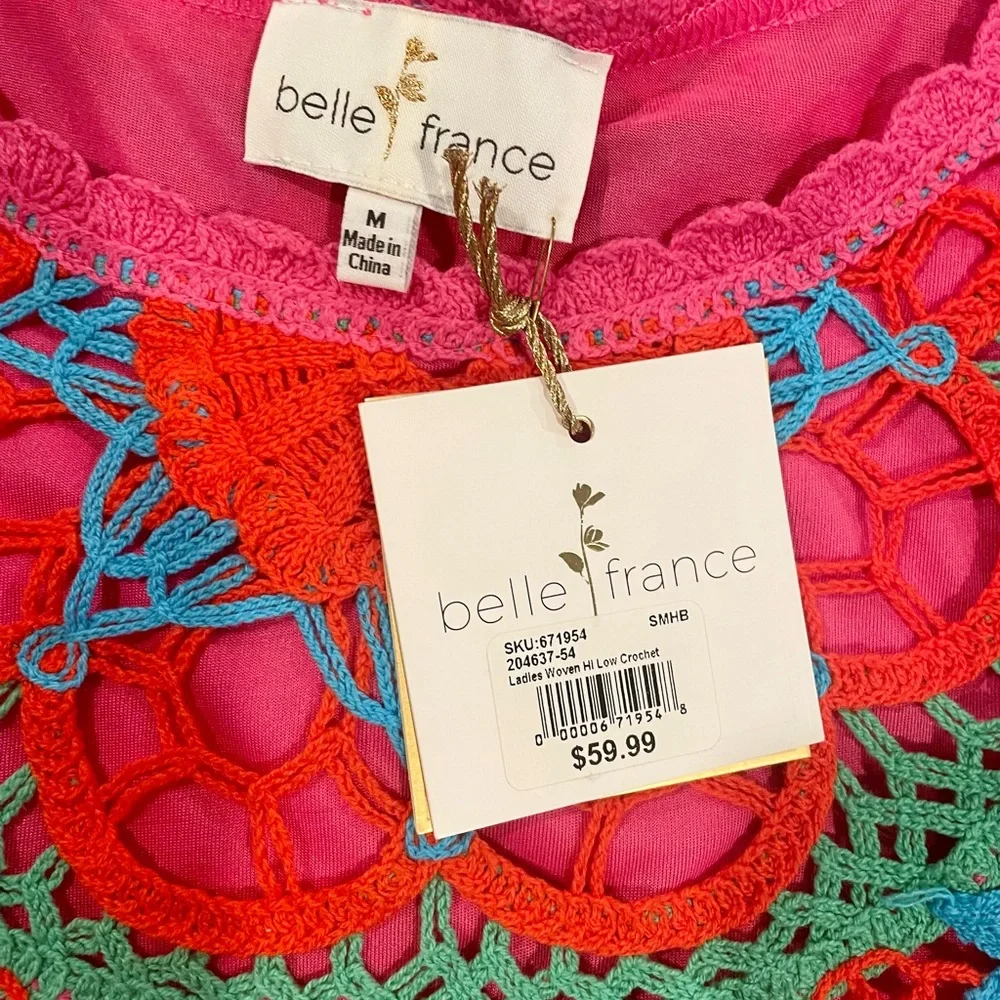 belle france
M
Made in
China
belle france
SKU:671954 SMHB
204637-54
Ladies Woven Hi Low Crochet
0 00006 71954 8
$59.99